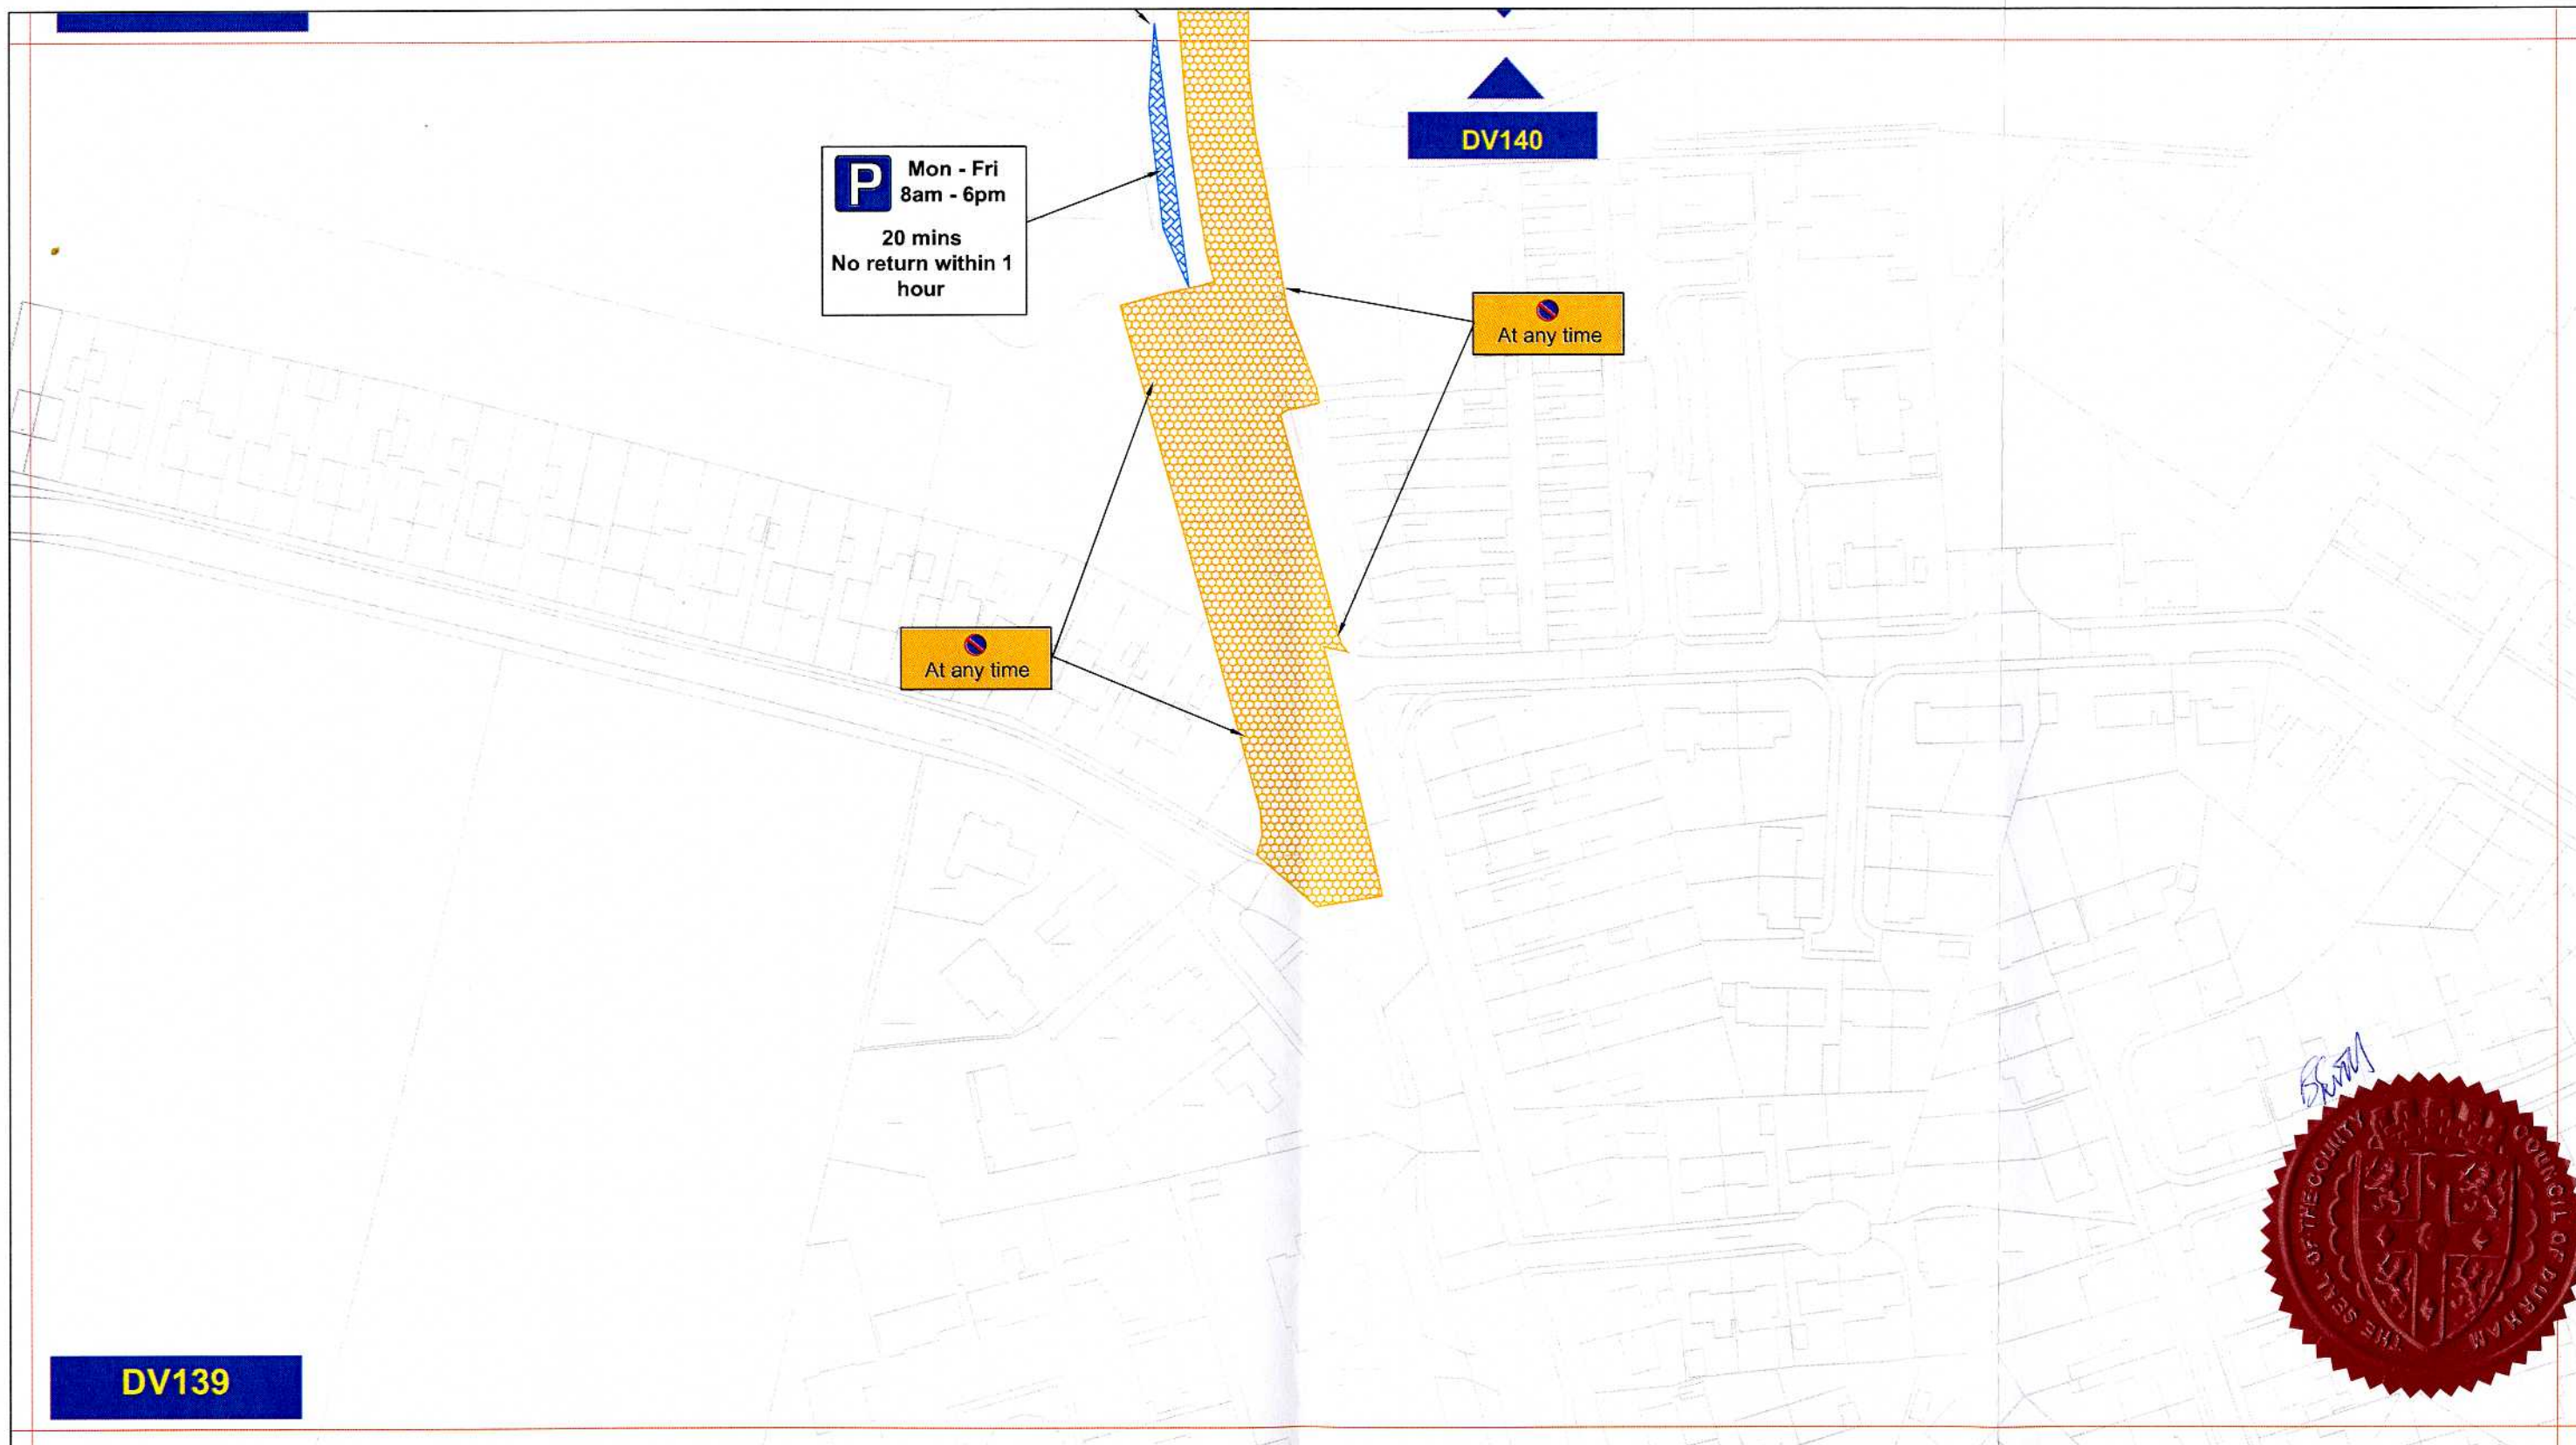 DV140
P
Mon - Fri
8am - 6pm
20 mins
No return within 1
hour
At any time
At any time
DV139
THE SEAL OF THE COUNTY COUNCIL OF DURHAM